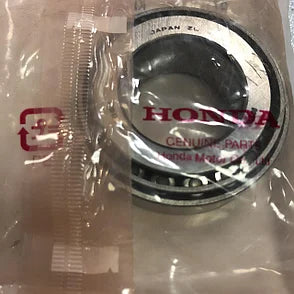 JAPAN ZL
HONDA
GENUINE PARTS
Honda Motor Co., Ltd.